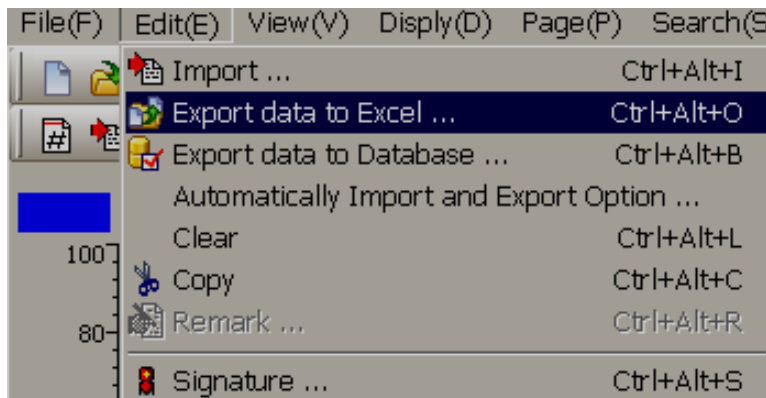 File(F) Edit(E) View(V) Disply(D) Page(P) Search(S
Import ... Ctrl+Alt+I
Export data to Excel ... Ctrl+Alt+O
Export data to Database ... Ctrl+Alt+B
Automatically Import and Export Option ...
Clear Ctrl+Alt+L
100
Copy Ctrl+Alt+C
Remark ... Ctrl+Alt+R
80
Signature ... Ctrl+Alt+S